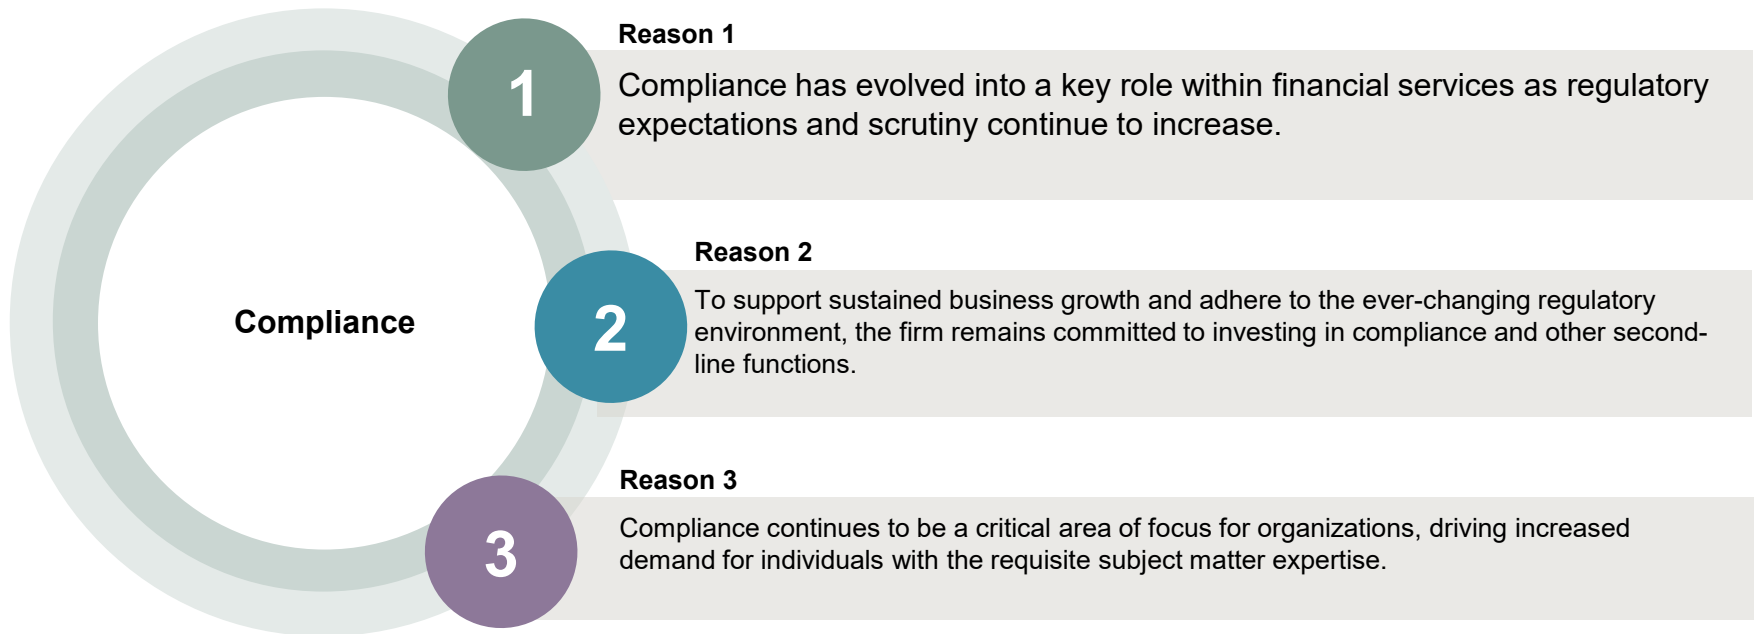 Compliance
1
Reason 1
Compliance has evolved into a key role within financial services as regulatory
expectations and scrutiny continue to increase.
2
Reason 2
To support sustained business growth and adhere to the ever-changing regulatory
environment, the firm remains committed to investing in compliance and other second-
line functions.
3
Reason 3
Compliance continues to be a critical area of focus for organizations, driving increased
demand for individuals with the requisite subject matter expertise.